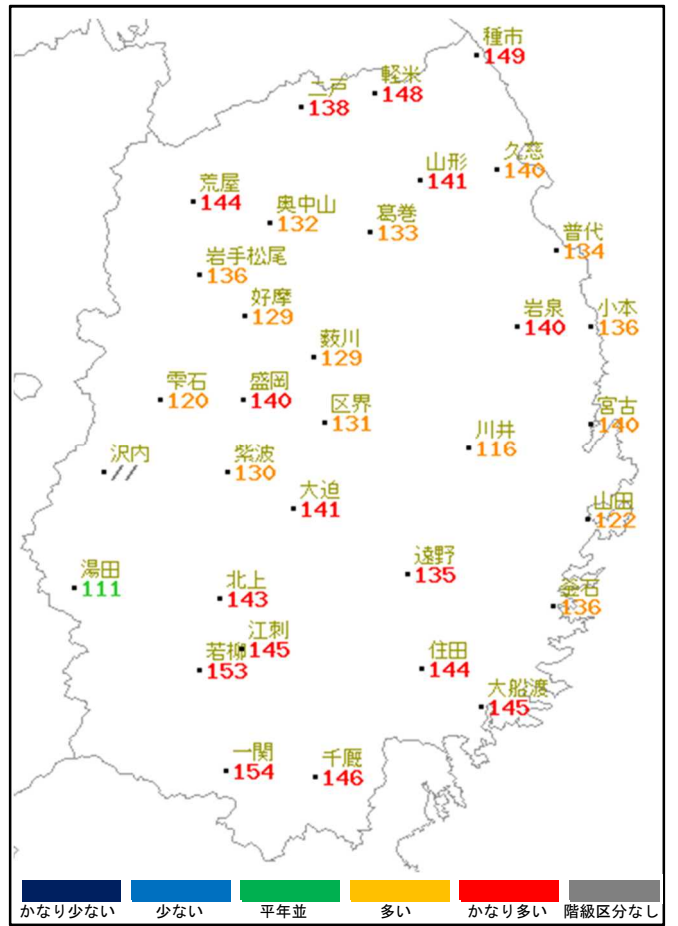 種市
149
軽米
148
二戸
138
久慈
140
山形
141
荒屋
144
奥中山
132
葛巻
133
普代
134
岩手松尾
136
好摩
129
岩泉
140
小本
136
薮川
129
雫石
120
盛岡
140
区界
131
宮古
140
川井
116
沢内
//
紫波
130
大迫
141
山田
122
遠野
135
湯田
111
北上
143
釜石
136
江刺
145
若柳
153
住田
144
大船渡
145
一関
154
千厩
146
かなり少ない 少ない 平年並 多い かなり多い 階級区分なし